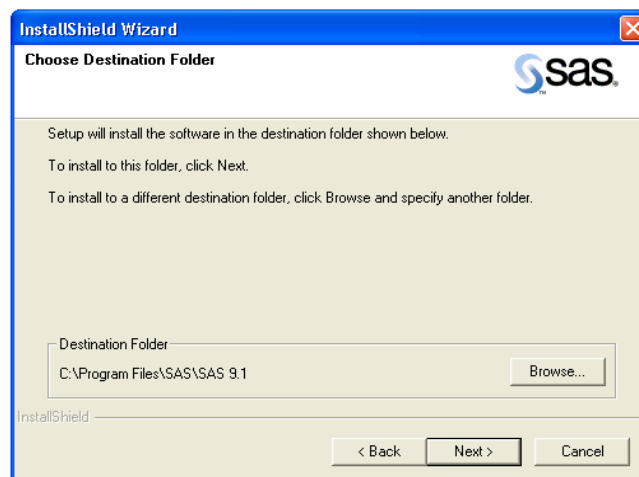 InstallShield Wizard
Choose Destination Folder
sas.
TM
Setup will install the software in the destination folder shown below.
To install to this folder, click Next.
To install to a different destination folder, click Browse and specify another folder.
Destination Folder
C:\Program Files\SAS\SAS 9.1
Browse...
InstallShield
< Back
Next >
Cancel